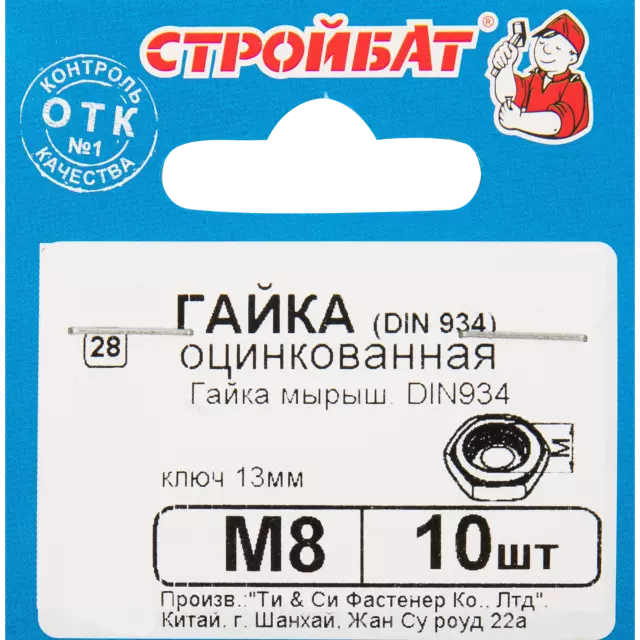 СТРОЙБАТ®
КОНТРОЛЬ
ОТК
№1
КАЧЕСТВА
ГАЙКА (DIN 934)
28
оцинкованная
Гайка мырыш. DIN934
M
ключ 13мм
М8 10шт
Произв.:"Ти & Си Фастенер Ко., Лтд".
Китай. г. Шанхай, Жан Су роуд 22а